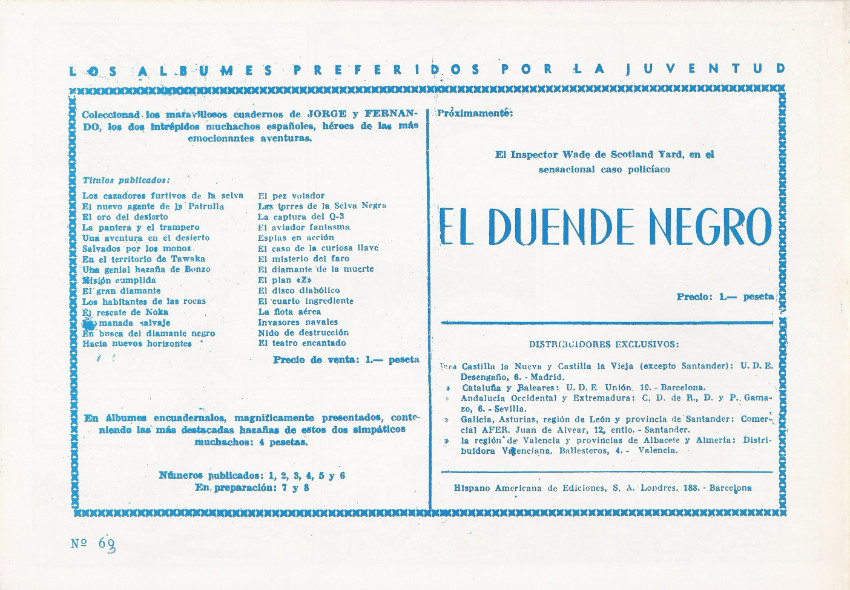 LOS ALBUMES PREFERIDOS POR LA JUVENTUD
Coleccionad los maravillosos cuadernos de JORGE y FERNAN-
DO, los dos intrépidos muchachos españoles, héroes de las más
emocionantes aventuras.
Títulos publicados:
Los cazadores furtivos de la selva
El nuevo agente de la Patrulla
El oro del desierto
La pantera y el trampero
Una aventura en el desierto
Salvados por los monos
En el territorio de Tawaka
Una genial hazaña de Bonzo
Misión cumplida
El gran diamante
Los habitantes de las rocas
El rescate de Noka
manada salvaje
En busca del diamante negro
Hacia nuevos horizontes
El pez volador
Las torres de la Selva Negra
La captura del Q-3
El aviador fantasma
Espías en acción
El caso de la curiosa llave
El misterio del faro
El diamante de la muerte
El plan «Z»
El disco diabólico
El cuarto ingrediente
La flota aérea
Invasores navales
Nido de destrucción
El teatro encantado
Precio de venta: 1.— peseta
En Álbumes encuadernalos, magníficamente presentados, conte-
niendo las más destacadas hazañas de estos dos simpáticos
muchachos: 4 pesetas.
Números publicados: 1, 2, 3, 4, 5 y 6
En preparación: 7 y 8
Próximamente:
El Inspector Wade de Scotland Yard, en el
sensacional caso policíaco
EL DUENDE NEGRO
Precio: 1.— peseta
DISTRIBUIDORES EXCLUSIVOS:
Para Castilla la Nueva y Castilla la Vieja (excepto Santander): U. D. E.
Desengaño, 6. - Madrid.
» Cataluña y Baleares: U. D. E. Unión, 19. - Barcelona.
» Andalucía Occidental y Extremadura: C. D. de R., D. y P. Gama-
zo, 6. - Sevilla.
» Galicia, Asturias, región de León y provincia de Santander: Comer-
cial AFER. Juan de Alvear, 12, entlo. - Santander.
» la región de Valencia y provincias de Albacete y Almería: Distri-
buidora Valenciana. Ballesteros, 4. - Valencia.
Hispano Americana de Ediciones, S. A. Londres, 188. - Barcelona
Nº 69